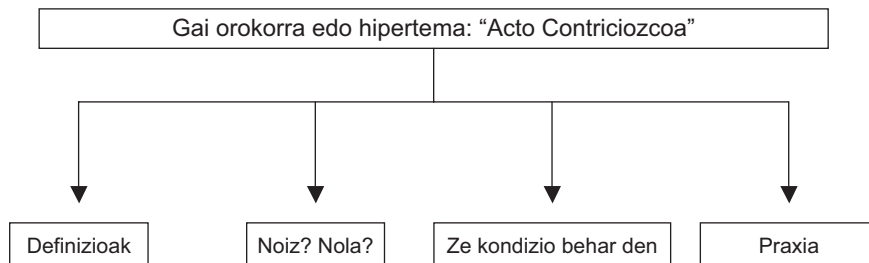 Gai orokorra edo hipertema: “Acto Contriciozcoa”
Definizioak
Noiz? Nola?
Ze kondizio behar den
Praxia